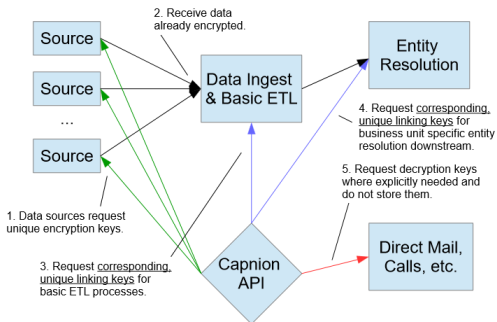 2. Receive data
already encrypted.
Source
Source
...
Source
Data Ingest
& Basic ETL
Entity
Resolution
4. Request corresponding,
unique linking keys for
business unit specific entity
resolution downstream.
5. Request decryption keys
where explicitly needed and
do not store them.
1. Data sources request
unique encryption keys.
3. Request corresponding,
unique linking keys for
basic ETL processes.
Capnion
API
Direct Mail,
Calls, etc.